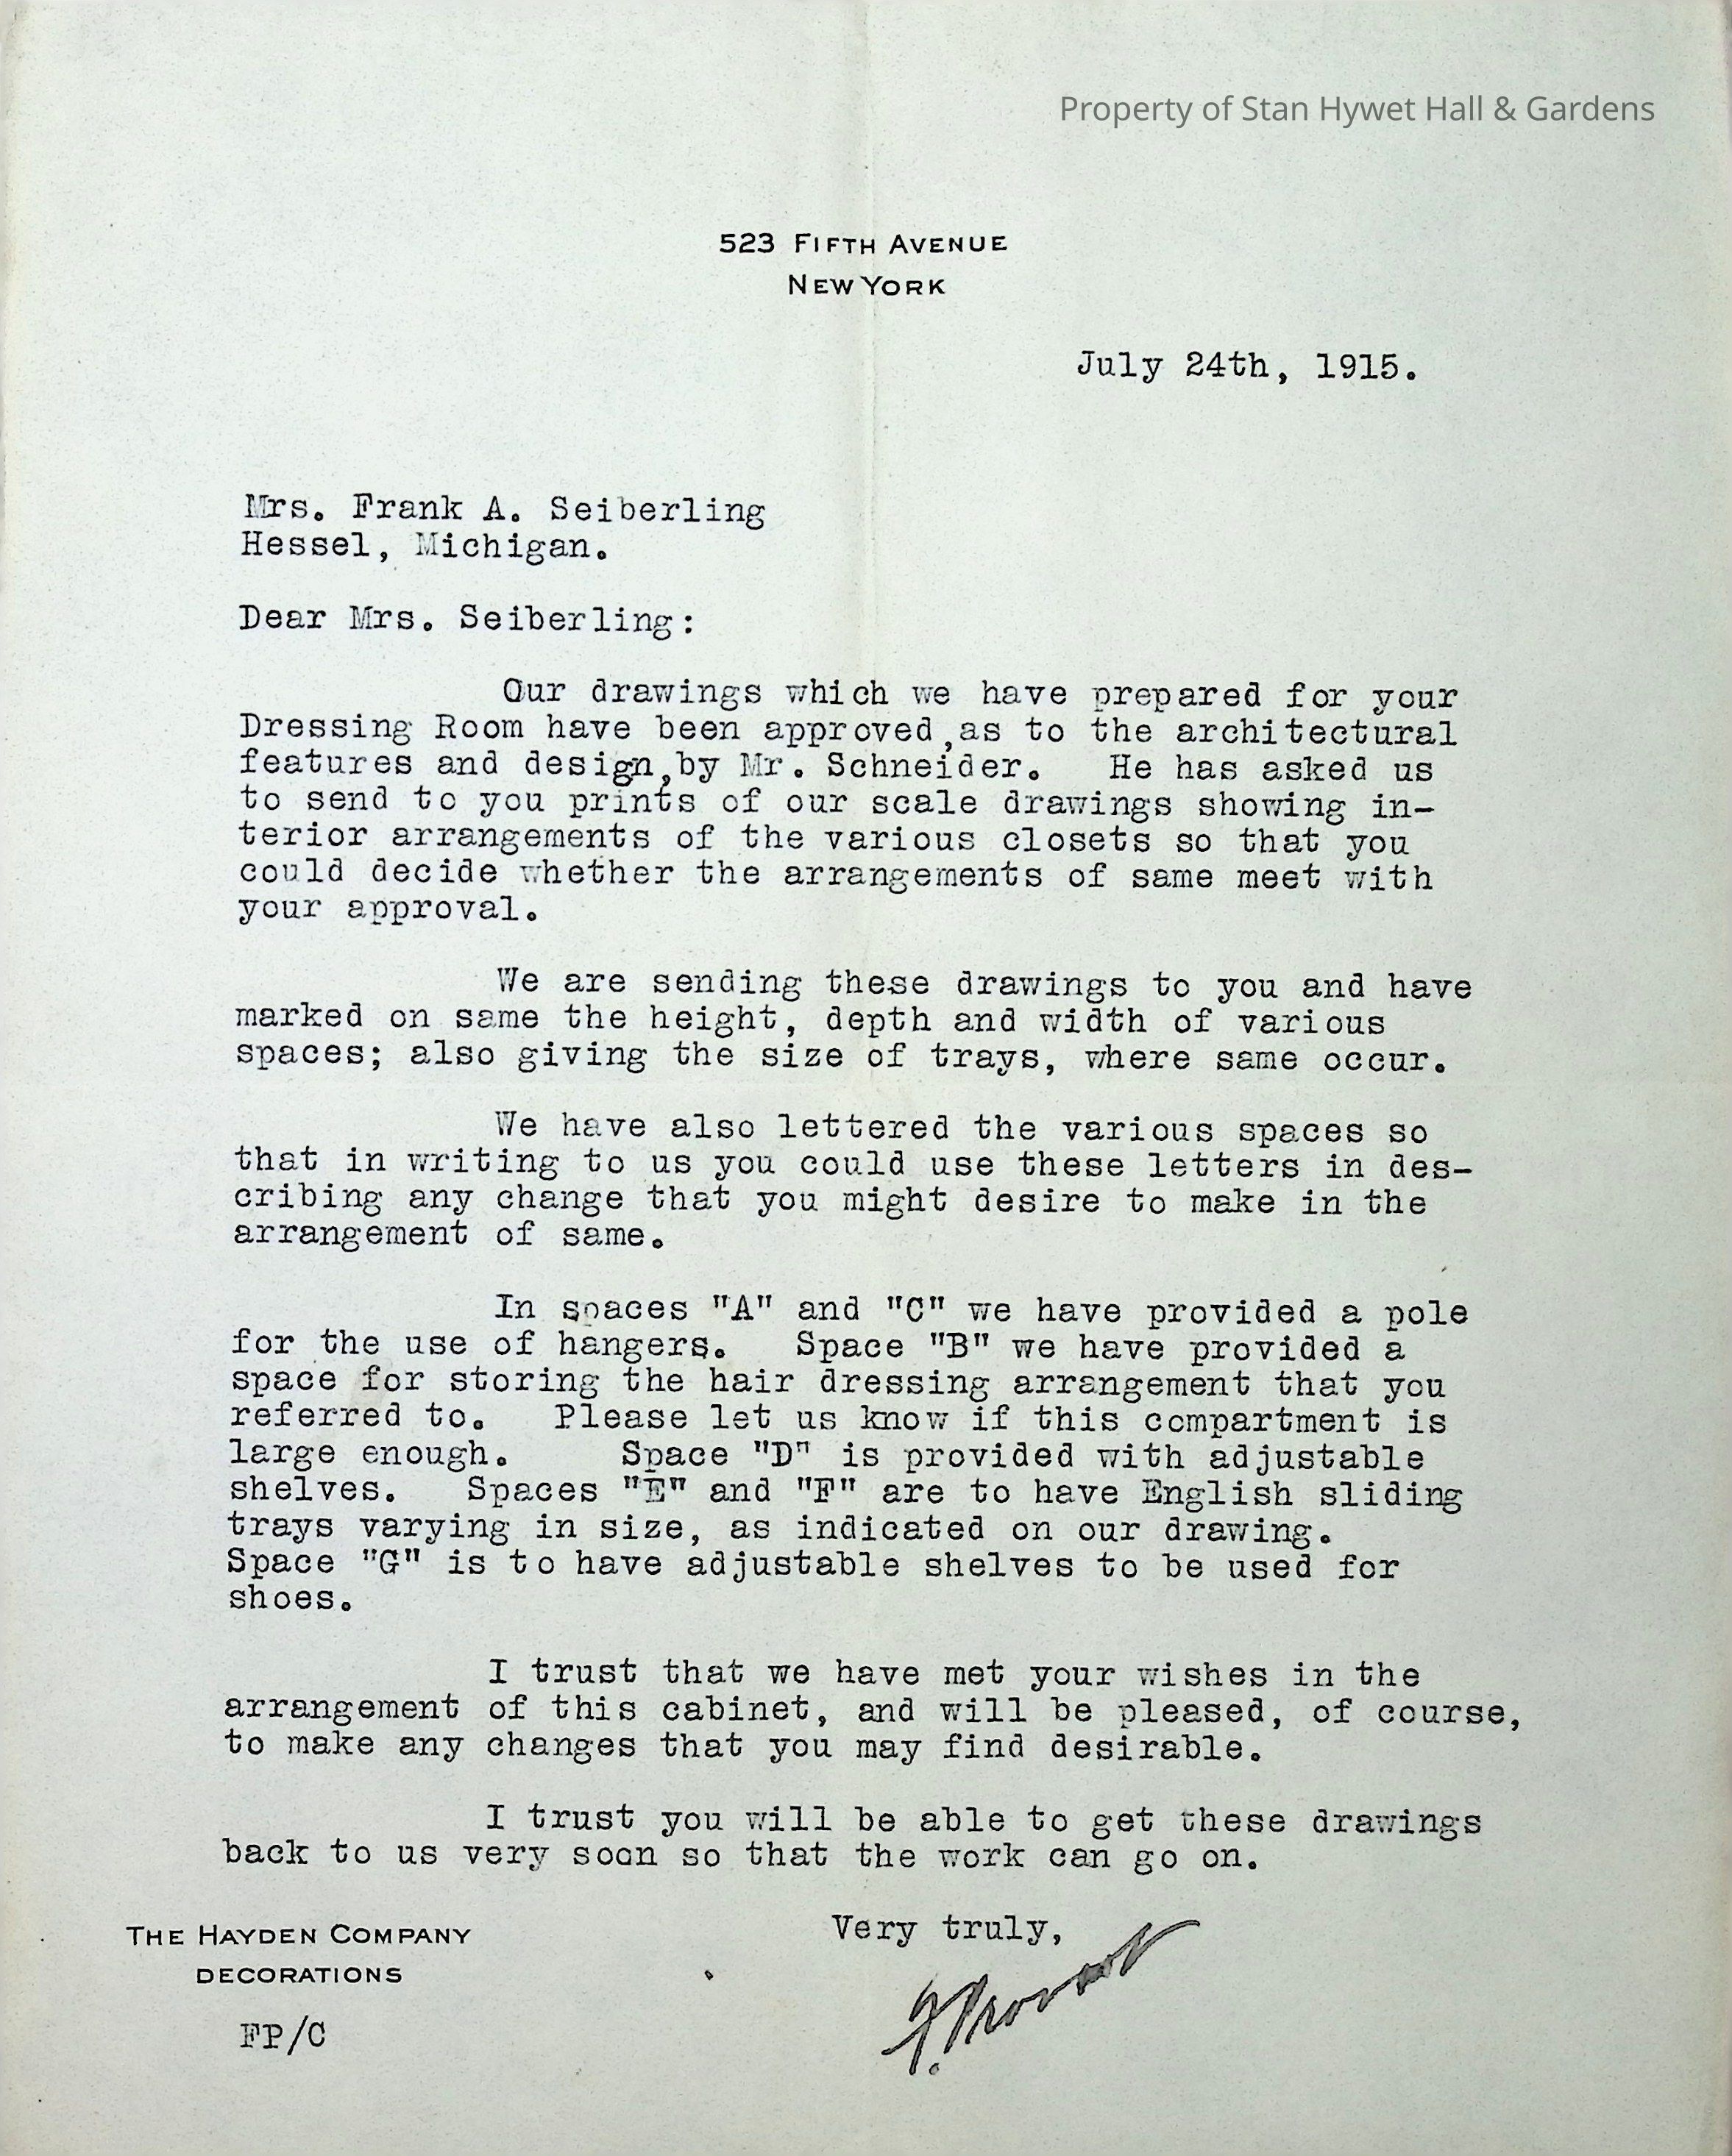 Property of Stan Hywet Hall & Gardens
523 FIFTH AVENUE
NEW YORK
July 24th, 1915.
Mrs. Frank A. Seiberling
Hessel, Michigan.
Dear Mrs. Seiberling:
Our drawings which we have prepared for your
Dressing Room have been approved,as to the architectural
features and design,by Mr. Schneider. He has asked us
to send to you prints of our scale drawings showing in-
terior arrangements of the various closets so that you
could decide whether the arrangements of same meet with
your approval.
We are sending these drawings to you and have
marked on same the height, depth and width of various
spaces; also giving the size of trays, where same occur.
We have also lettered the various spaces so
that in writing to us you could use these letters in des-
cribing any change that you might desire to make in the
arrangement of same.
In spaces "A" and "C" we have provided a pole
for the use of hangers. Space "B" we have provided a
space for storing the hair dressing arrangement that you
referred to. Please let us know if this compartment is
large enough. Space "D" is provided with adjustable
shelves. Spaces "E" and "F" are to have English sliding
trays varying in size, as indicated on our drawing.
Space "G" is to have adjustable shelves to be used for
shoes.
I trust that we have met your wishes in the
arrangement of this cabinet, and will be pleased, of course,
to make any changes that you may find desirable.
I trust you will be able to get these drawings
back to us very soon so that the work can go on.
Very truly,
THE HAYDEN COMPANY
DECORATIONS
FP/C